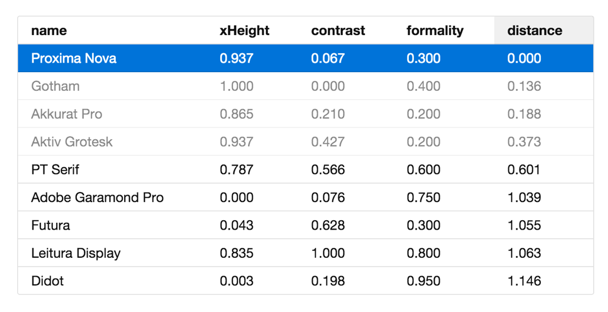 name xHeight contrast formality distance
Proxima Nova 0.937 0.067 0.300 0.000
Gotham 1.000 0.000 0.400 0.136
Akkurat Pro 0.865 0.210 0.200 0.188
Aktiv Grotesk 0.937 0.427 0.200 0.373
PT Serif 0.787 0.566 0.600 0.601
Adobe Garamond Pro 0.000 0.076 0.750 1.039
Futura 0.043 0.628 0.300 1.055
Leitura Display 0.835 1.000 0.800 1.063
Didot 0.003 0.198 0.950 1.146